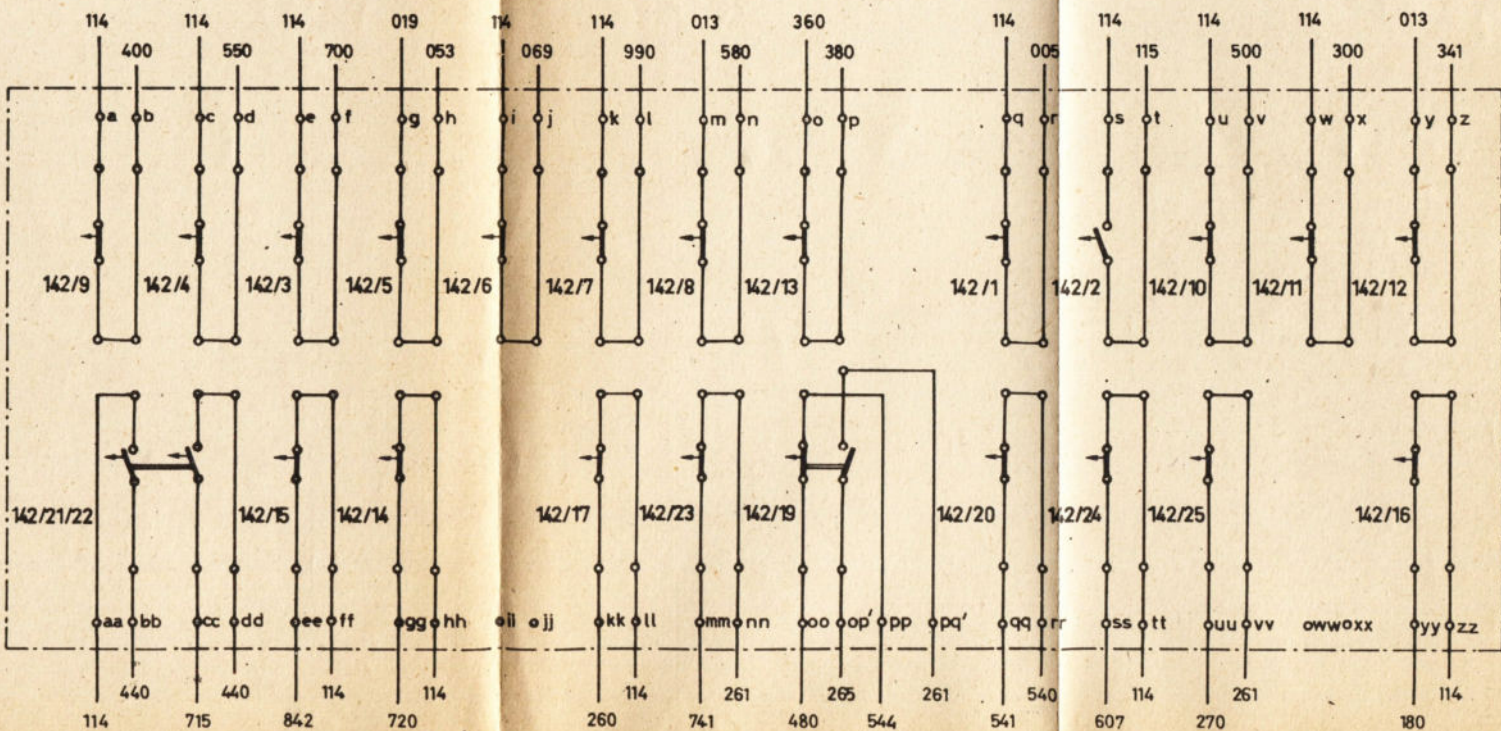 114 114 114 019 114 114 013 360 114 114 114 114 013
400 550 700 053 069 990 580 380 005 115 500 300 341
a b c d e f g h i j k l m n o p q r s t u v w x y z
142/9 142/4 142/3 142/5 142/6 142/7 142/8 142/13 142/1 142/2 142/10 142/11 142/12
142/21/22 142/15 142/14 142/17 142/23 142/19 142/20 142/24 142/25 142/16
aa bb cc dd ee ff gg hh ii jj kk ll mm nn oo op' pp pq' qq rr ss tt uu vv ww xx yy zz
440 440 114 114 114 261 265 261 540 114 261 114
114 715 842 720 260 741 480 544 541 607 270 180